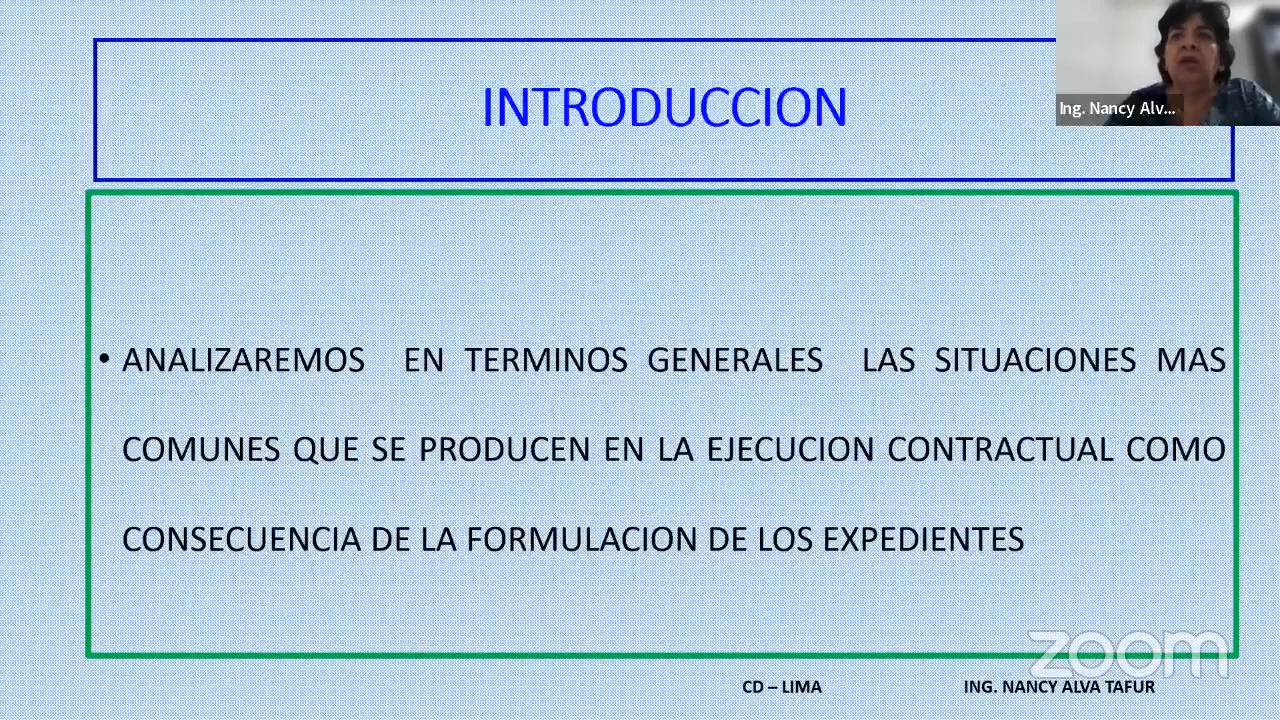 INTRODUCCION
Ing. Nancy Alv...
• ANALIZAREMOS EN TERMINOS GENERALES LAS SITUACIONES MAS
COMUNES QUE SE PRODUCEN EN LA EJECUCION CONTRACTUAL COMO
CONSECUENCIA DE LA FORMULACION DE LOS EXPEDIENTES
zoom
CD – LIMA
ING. NANCY ALVA TAFUR